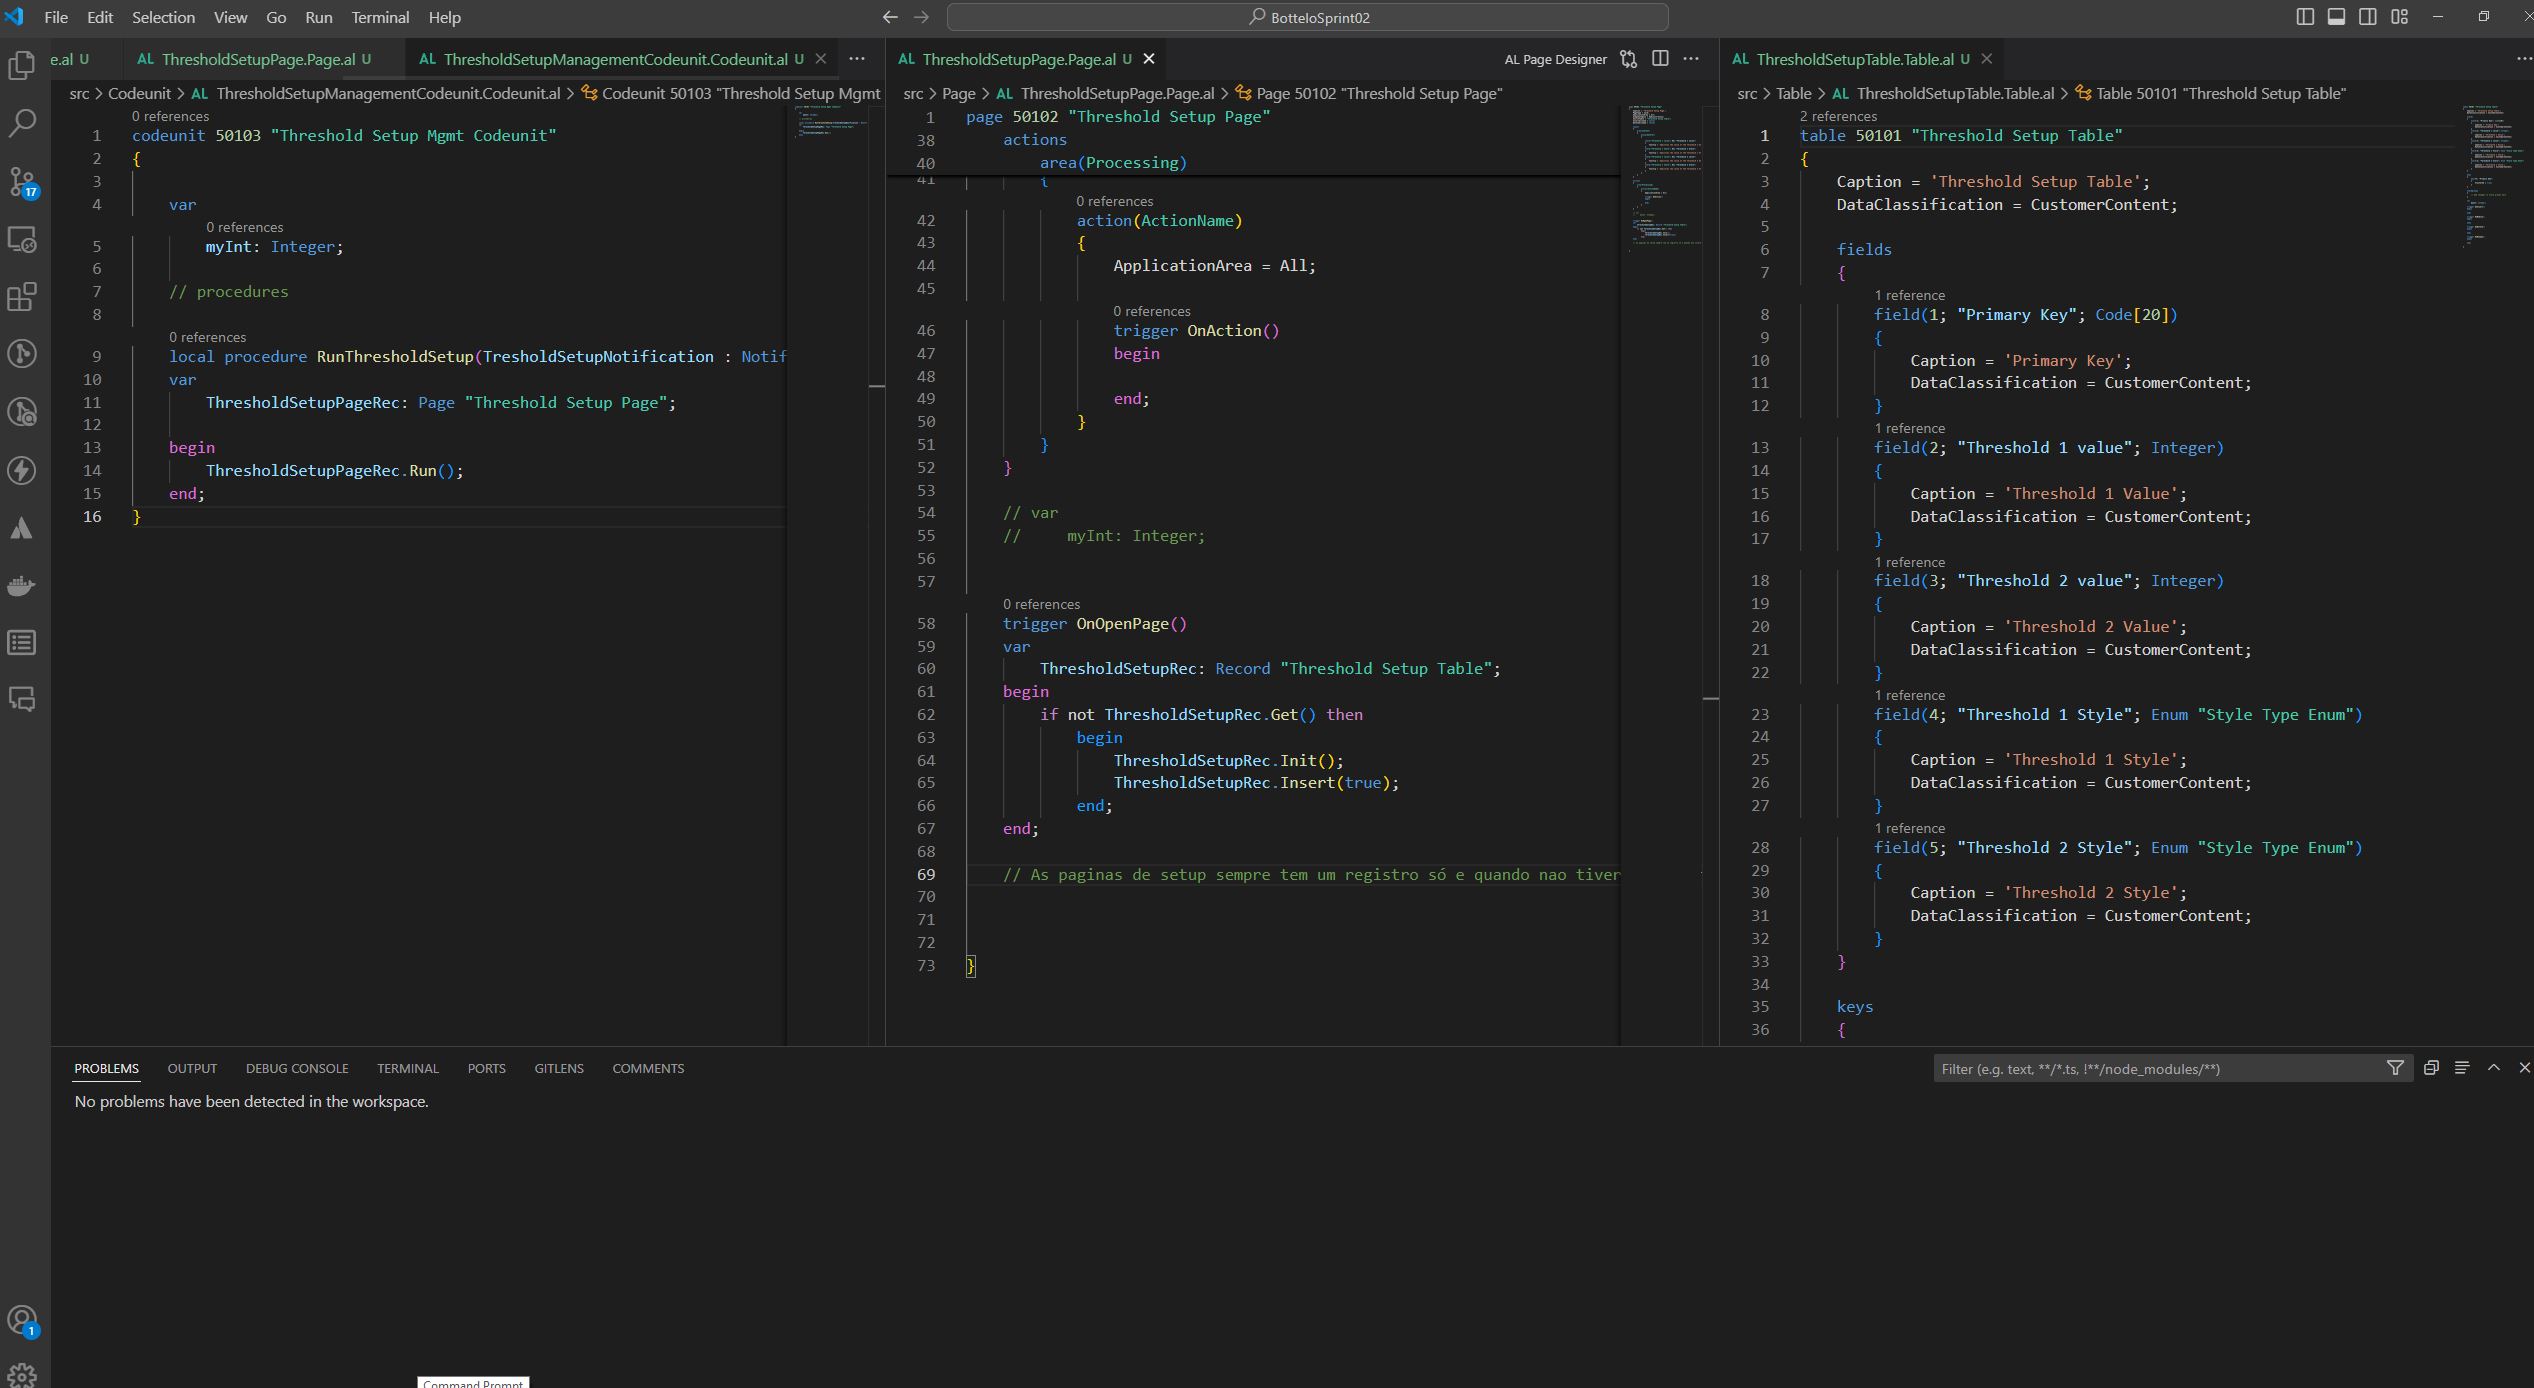 File Edit Selection View Go Run Terminal Help
BotteloSprint02
e.al U
AL ThresholdSetupPage.Page.al U
AL ThresholdSetupManagementCodeunit.Codeunit.al U
src > Codeunit > AL ThresholdSetupManagementCodeunit.Codeunit.al > Codeunit 50103 "Threshold Setup Mgmt
0 references
1 codeunit 50103 "Threshold Setup Mgmt Codeunit"
2 {
3
4 var
0 references
5 myInt: Integer;
6
7 // procedures
8
0 references
9 local procedure RunThresholdSetup(TresholdSetupNotification : Notif
10 var
11 ThresholdSetupPageRec: Page "Threshold Setup Page";
12
13 begin
14 ThresholdSetupPageRec.Run();
15 end;
16 }
AL ThresholdSetupPage.Page.al U
AL Page Designer
src > Page > AL ThresholdSetupPage.Page.al > Page 50102 "Threshold Setup Page"
1 page 50102 "Threshold Setup Page"
38 actions
40 area(Processing)
41 {
0 references
42 action(ActionName)
43 {
44 ApplicationArea = All;
45
0 references
46 trigger OnAction()
47 begin
48
49 end;
50 }
51 }
52 }
53
54 // var
55 // myInt: Integer;
56
57
0 references
58 trigger OnOpenPage()
59 var
60 ThresholdSetupRec: Record "Threshold Setup Table";
61 begin
62 if not ThresholdSetupRec.Get() then
63 begin
64 ThresholdSetupRec.Init();
65 ThresholdSetupRec.Insert(true);
66 end;
67 end;
68
69 // As paginas de setup sempre tem um registro só e quando nao tiver
70
71
72
73 }
AL ThresholdSetupTable.Table.al U
src > Table > AL ThresholdSetupTable.Table.al > Table 50101 "Threshold Setup Table"
2 references
1 table 50101 "Threshold Setup Table"
2 {
3 Caption = 'Threshold Setup Table';
4 DataClassification = CustomerContent;
5
6 fields
7 {
1 reference
8 field(1; "Primary Key"; Code[20])
9 {
10 Caption = 'Primary Key';
11 DataClassification = CustomerContent;
12 }
1 reference
13 field(2; "Threshold 1 value"; Integer)
14 {
15 Caption = 'Threshold 1 Value';
16 DataClassification = CustomerContent;
17 }
1 reference
18 field(3; "Threshold 2 value"; Integer)
19 {
20 Caption = 'Threshold 2 Value';
21 DataClassification = CustomerContent;
22 }
1 reference
23 field(4; "Threshold 1 Style"; Enum "Style Type Enum")
24 {
25 Caption = 'Threshold 1 Style';
26 DataClassification = CustomerContent;
27 }
1 reference
28 field(5; "Threshold 2 Style"; Enum "Style Type Enum")
29 {
30 Caption = 'Threshold 2 Style';
31 DataClassification = CustomerContent;
32 }
33 }
34
35 keys
36 {
17
1
PROBLEMS OUTPUT DEBUG CONSOLE TERMINAL PORTS GITLENS COMMENTS
Filter (e.g. text, **/*.ts, !**/node_modules/**)
No problems have been detected in the workspace.
Command Prompt